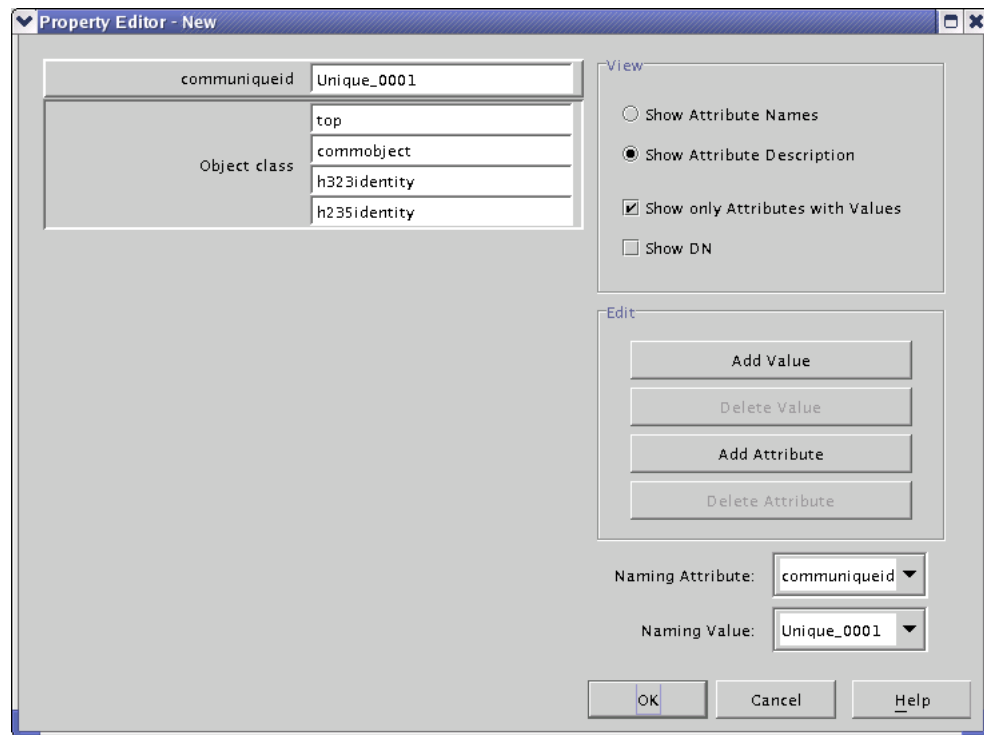 Property Editor - New
communiqueid
Unique_0001
Object class
top
commobject
h323identity
h235identity
View
Show Attribute Names
Show Attribute Description
Show only Attributes with Values
Show DN
Edit
Add Value
Delete Value
Add Attribute
Delete Attribute
Naming Attribute: communiqueid
Naming Value: Unique_0001
OK
Cancel
Help